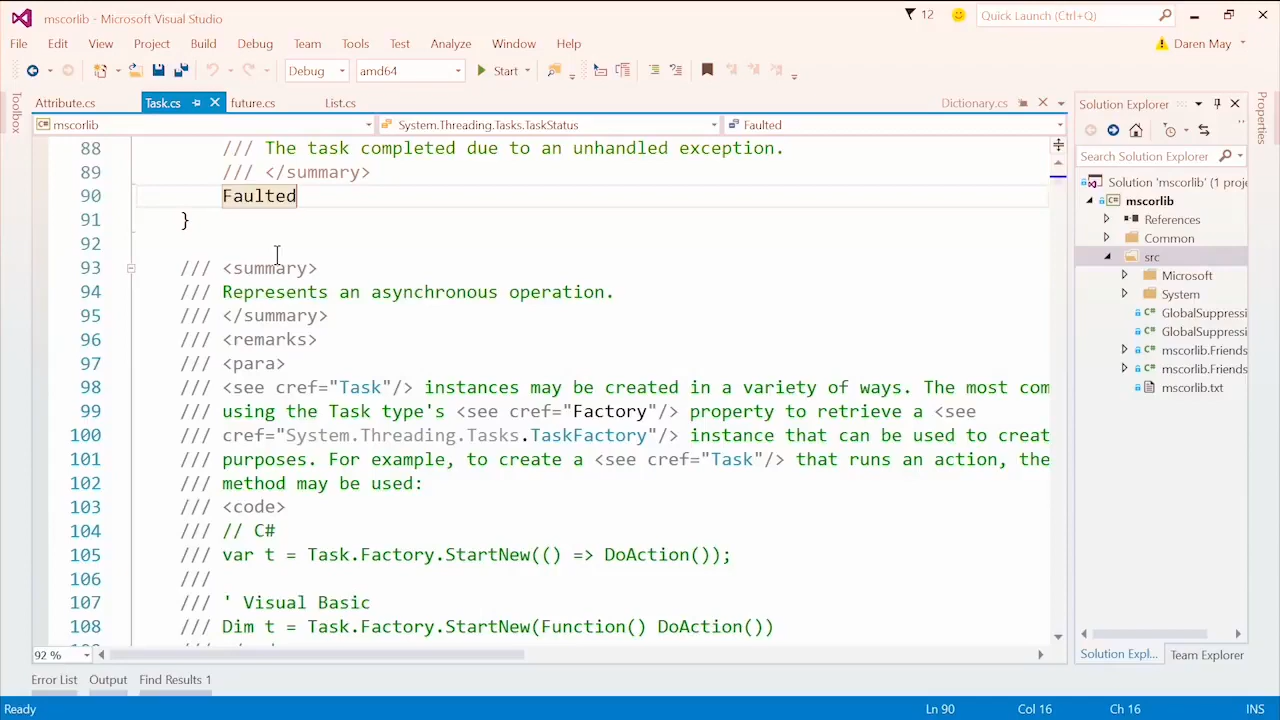 mscorlib - Microsoft Visual Studio
12
Quick Launch (Ctrl+Q)
File Edit View Project Build Debug Team Tools Test Analyze Window Help
Daren May
Debug
amd64
Start
Toolbox
Attribute.cs
Task.cs
future.cs
List.cs
Dictionary.cs
mscorlib
System.Threading.Tasks.TaskStatus
Faulted
88 /// The task completed due to an unhandled exception.
89 /// </summary>
90 Faulted
91 }
92
93 /// <summary>
94 /// Represents an asynchronous operation.
95 /// </summary>
96 /// <remarks>
97 /// <para>
98 /// <see cref="Task"/> instances may be created in a variety of ways. The most com
99 /// using the Task type's <see cref="Factory"/> property to retrieve a <see
100 /// cref="System.Threading.Tasks.TaskFactory"/> instance that can be used to creat
101 /// purposes. For example, to create a <see cref="Task"/> that runs an action, the
102 /// method may be used:
103 /// <code>
104 /// // C#
105 /// var t = Task.Factory.StartNew(() => DoAction());
106 ///
107 /// ' Visual Basic
108 /// Dim t = Task.Factory.StartNew(Function() DoAction())
92 %
Solution Explorer
Search Solution Explorer
Solution 'mscorlib' (1 proje
C# mscorlib
References
Common
src
Microsoft
System
C# GlobalSuppressi
C# GlobalSuppressi
C# mscorlib.Friends
C# mscorlib.Friends
mscorlib.txt
Solution Expl...
Team Explorer
Properties
Error List
Output
Find Results 1
Ready
Ln 90
Col 16
Ch 16
INS